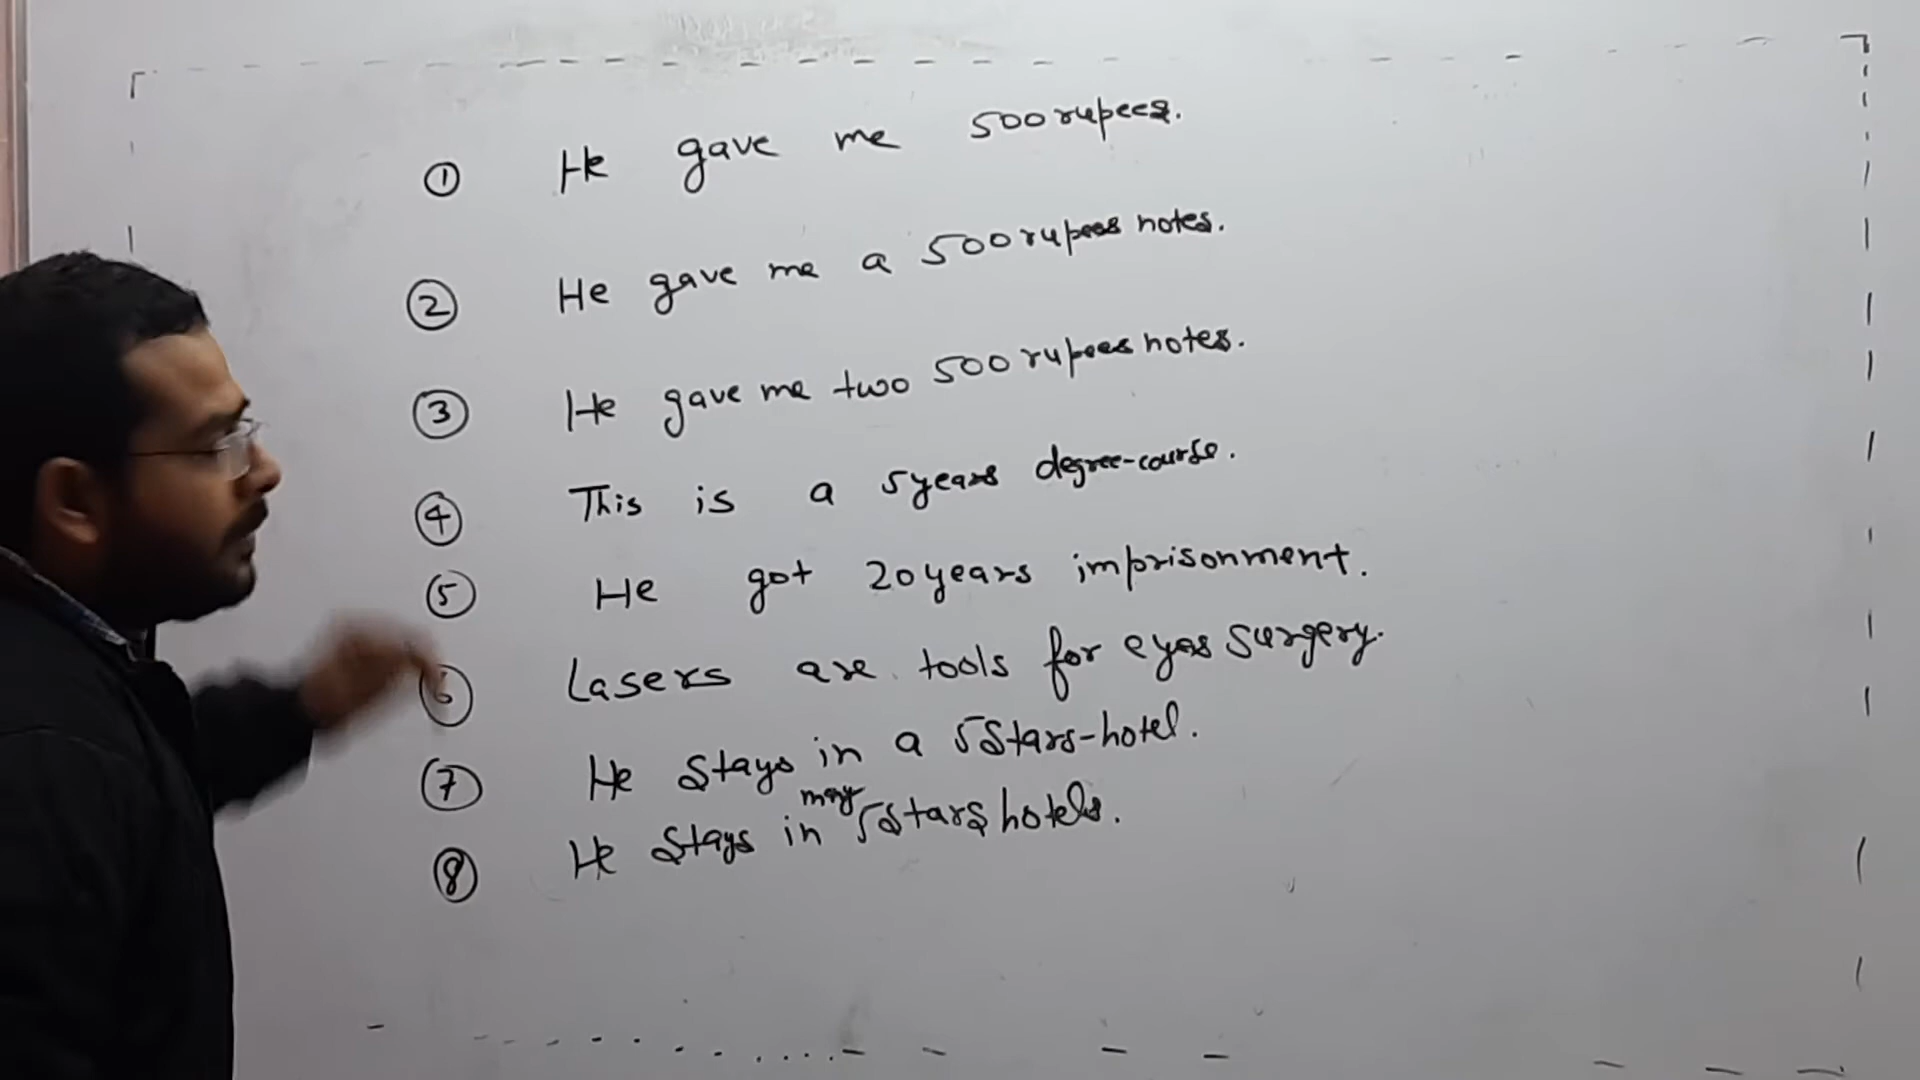 ① He gave me 500 rupees.
② He gave me a 500 rupees notes.
③ He gave me two 500 rupees notes.
④ This is a 5 years degree-course.
⑤ He got 20 years imprisonment.
⑥ Lasers are tools for eyes surgery.
⑦ He stays in a 5 stars-hotel.
⑧ He stays in many 5 stars hotels.